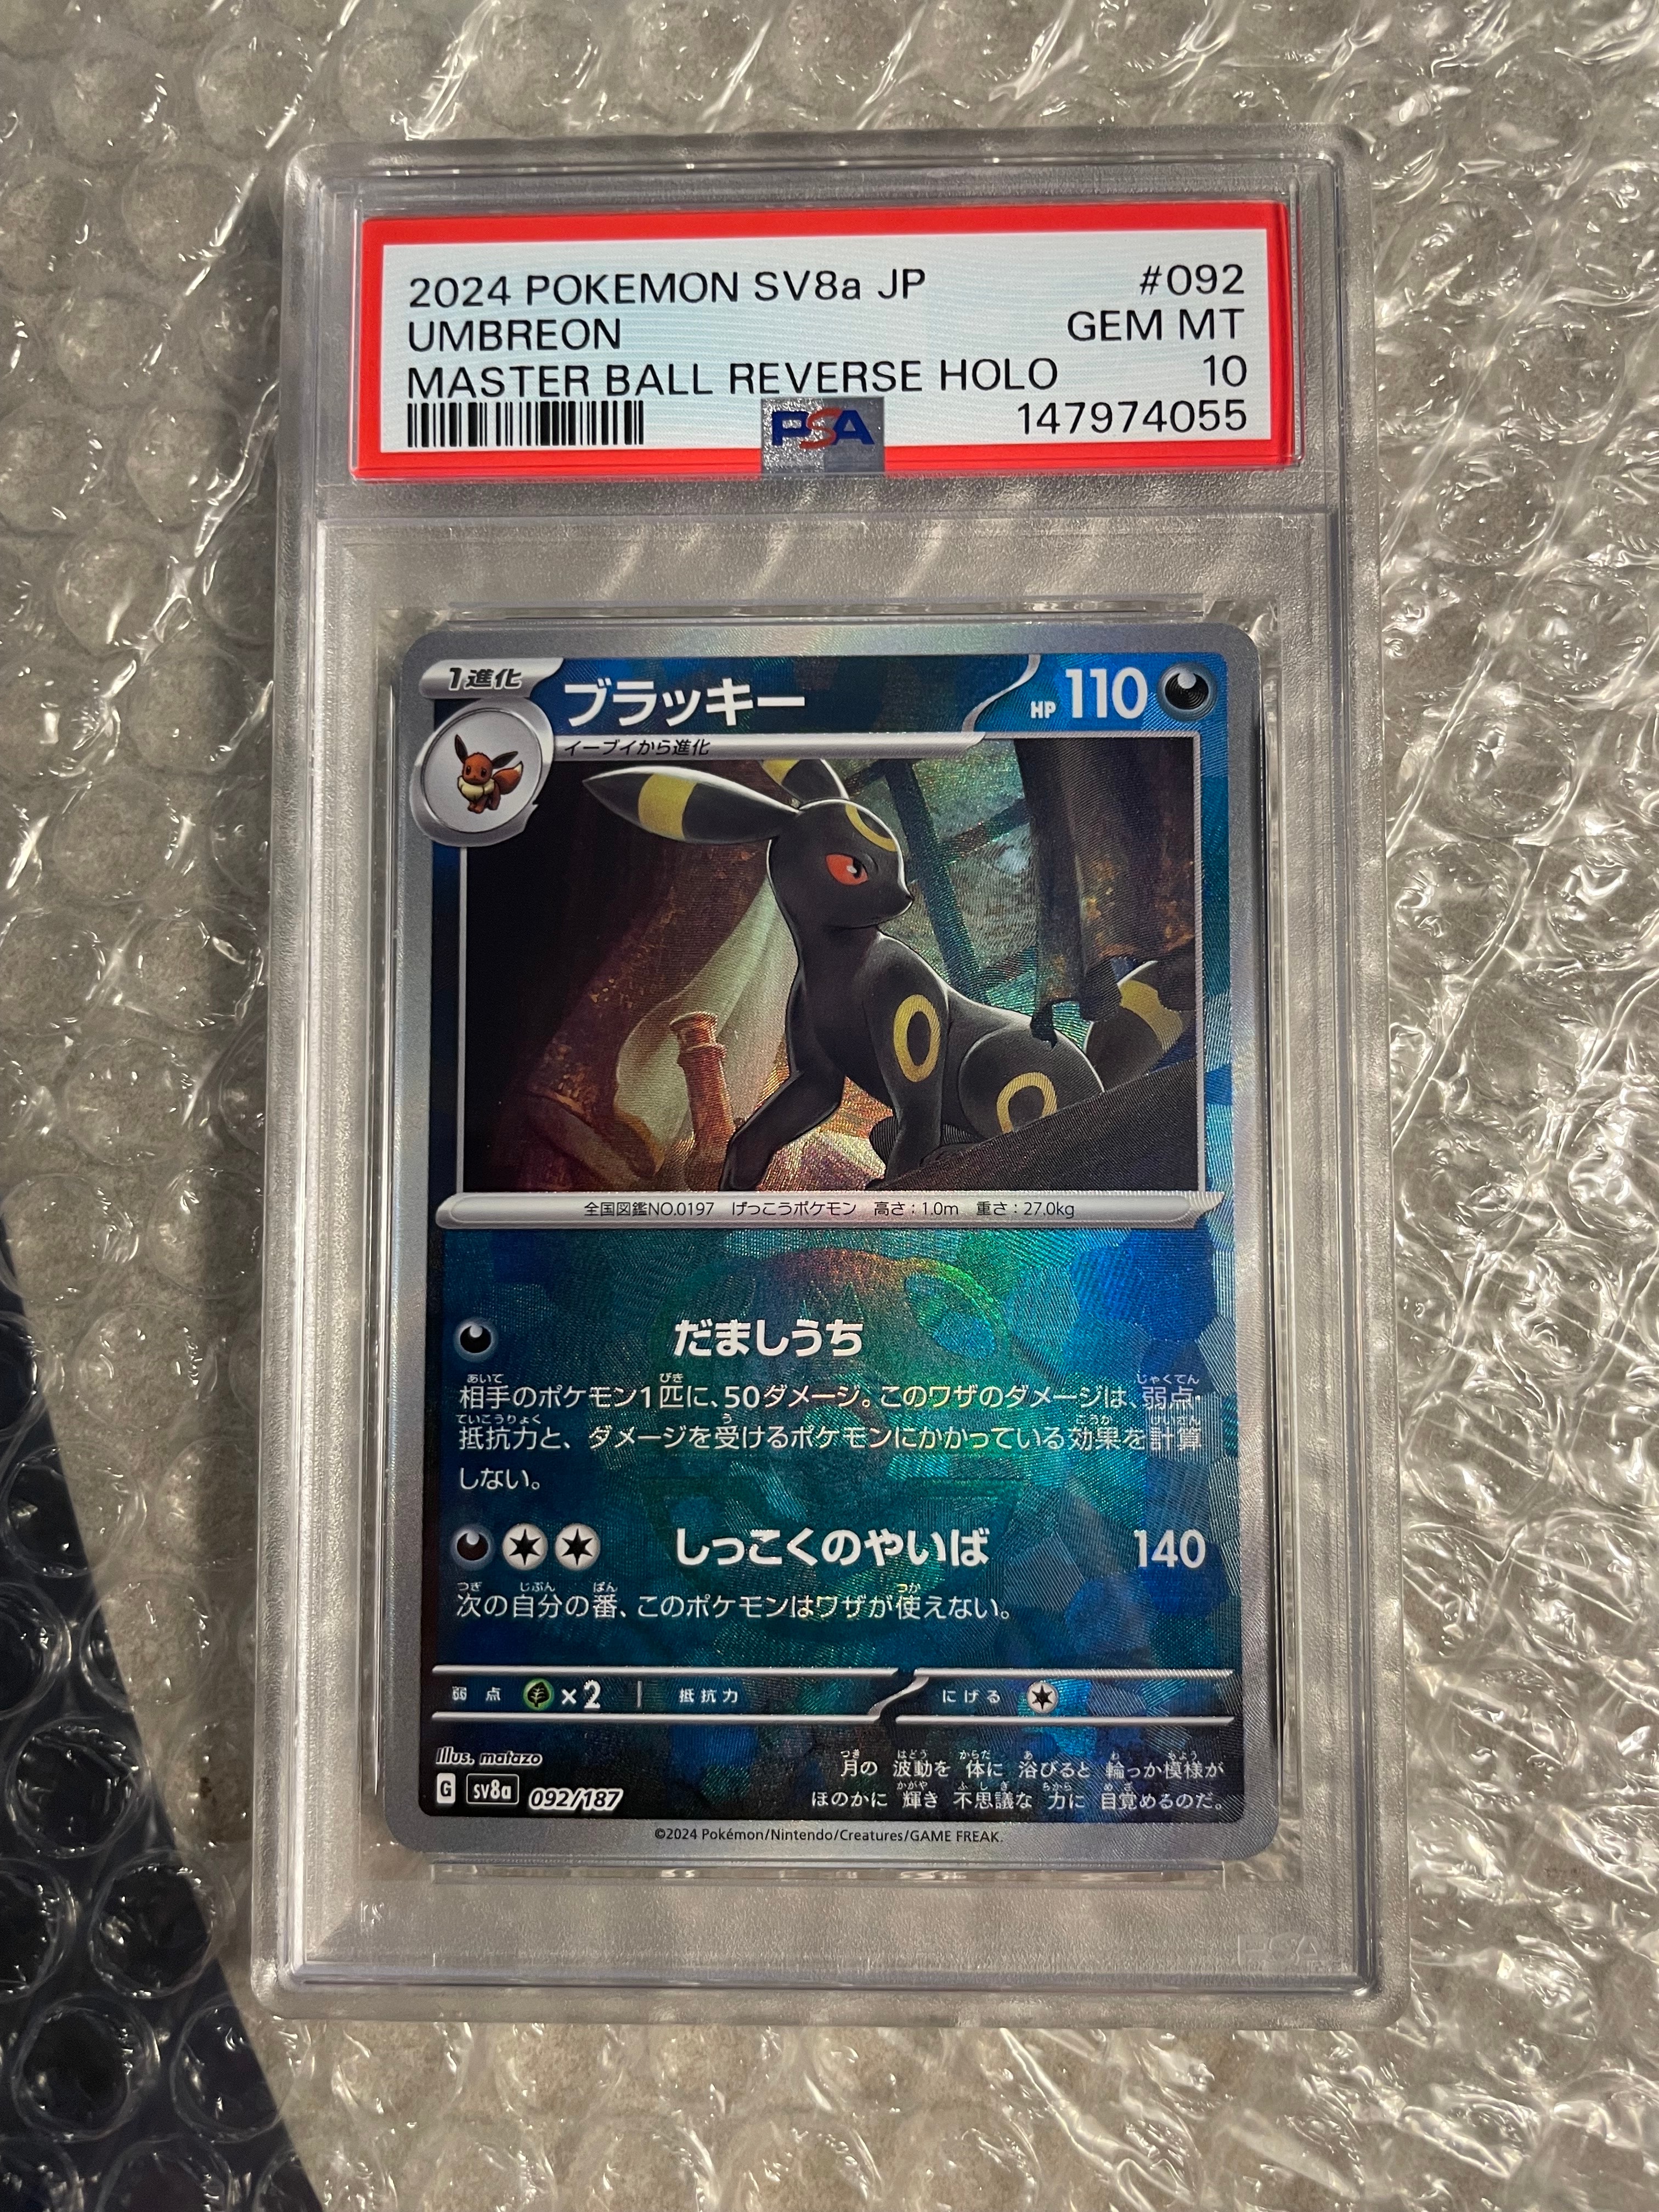 2024 POKEMON SV8a JP #092
UMBREON GEM MT
MASTER BALL REVERSE HOLO 10
PSA 147974055
1進化 ブラッキー HP 110
イーブイから進化
全国図鑑NO.0197 げっこうポケモン 高さ:1.0m 重さ:27.0kg
だましうち
相手のポケモン1匹に、50ダメージ。このワザのダメージは、弱点・
抵抗力と、ダメージを受けるポケモンにかかっている効果を計算
しない。
しっこくのやいば 140
次の自分の番、このポケモンはワザが使えない。
弱点 ×2 抵抗力 にげる
Illus. matazo
月の 波動を 体に 浴びると 輪っか模様が
G sv8a 092/187 ほのかに 輝き 不思議な 力に 目覚めるのだ。
©2024 Pokémon/Nintendo/Creatures/GAME FREAK.
PSA